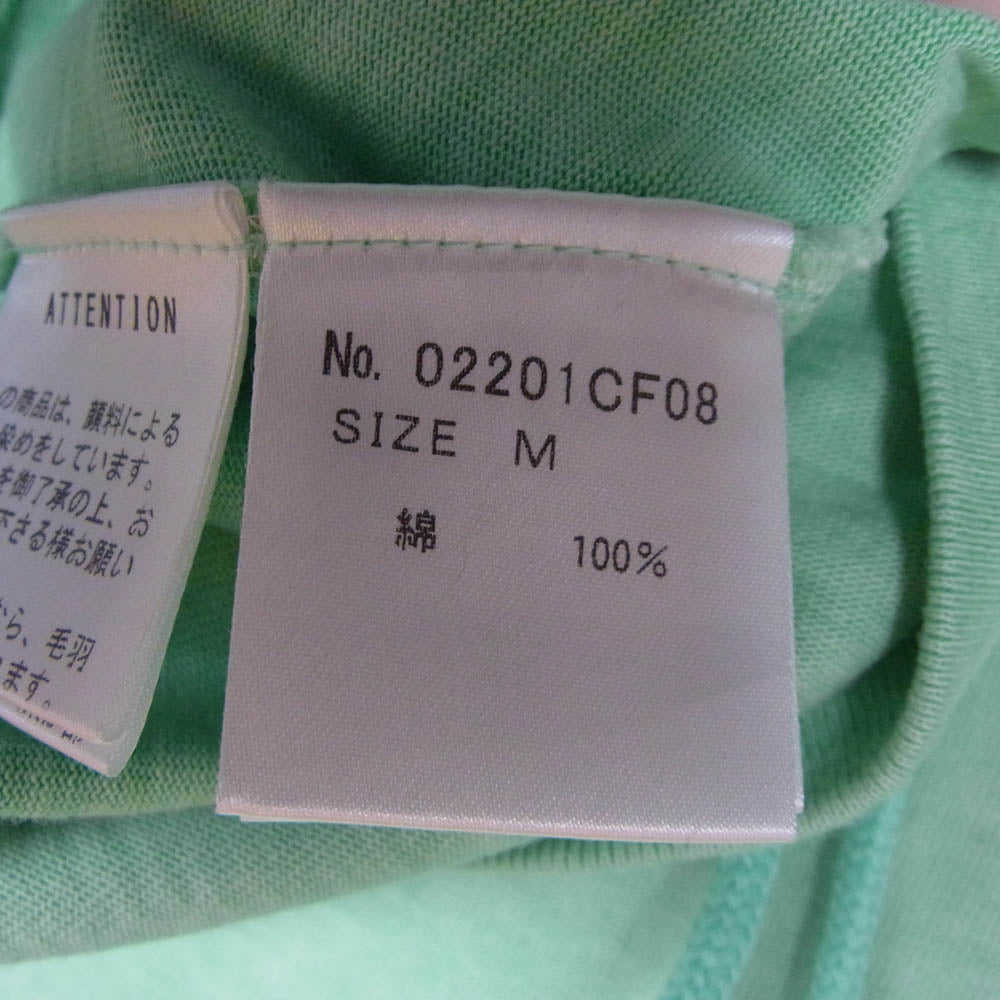 ATTENTION
の商品は、顔料による
染めをしています。
を御了承の上、お
下さる様お願い
ら、毛羽
ます。
No. 02201CF08
SIZE M
綿 100%